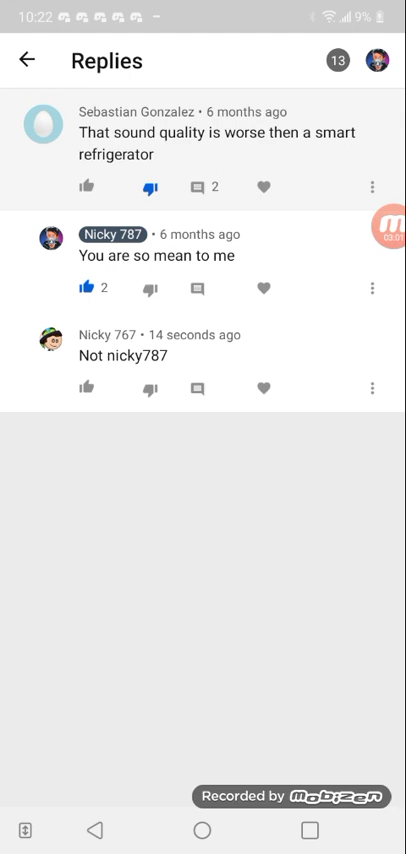 10:22 9%
Replies 13
Sebastian Gonzalez • 6 months ago
That sound quality is worse then a smart
refrigerator
2
03:01
Nicky 787 • 6 months ago
You are so mean to me
2
Nicky 767 • 14 seconds ago
Not nicky787
Recorded by mobizen